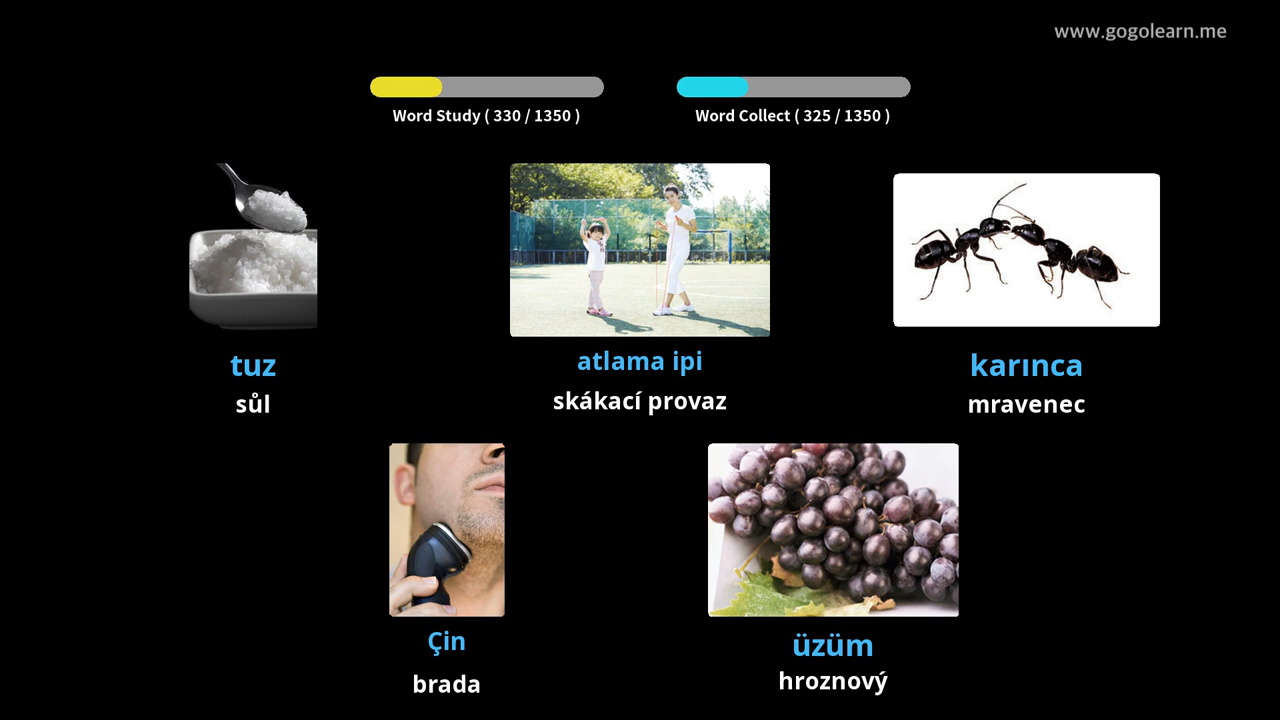 www.gogolearn.me
Word Study ( 330 / 1350 )
Word Collect ( 325 / 1350 )
tuz
sůl
atlama ipi
skákací provaz
karınca
mravenec
Çin
brada
üzüm
hroznový